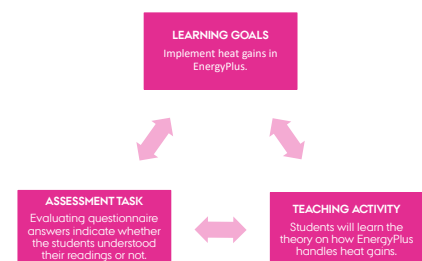 LEARNING GOALS
Implement heat gains in
EnergyPlus.
ASSESSMENT TASK
Evaluating questionnaire
answers indicate whether
the students understood
their readings or not.
TEACHING ACTIVITY
Students will learn the
theory on how EnergyPlus
handles heat gains.